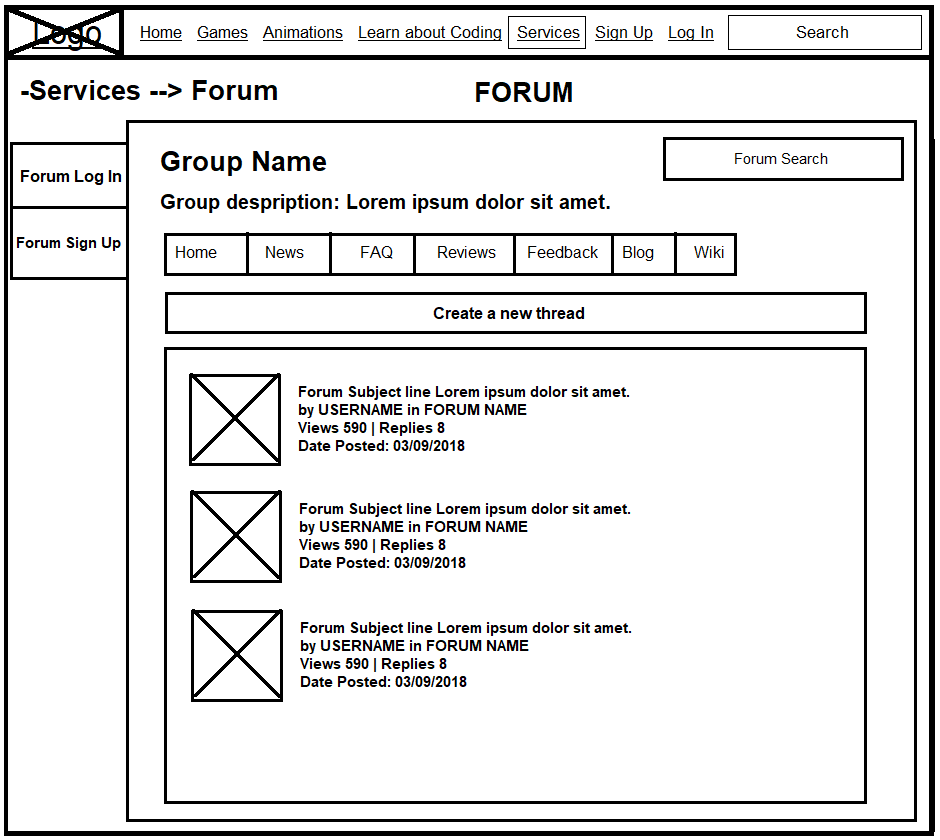 Logo Home Games Animations Learn about Coding Services Sign Up Log In Search
-Services --> Forum FORUM
Group Name Forum Search
Forum Log In
Group despription: Lorem ipsum dolor sit amet.
Forum Sign Up
Home News FAQ Reviews Feedback Blog Wiki
Create a new thread
Forum Subject line Lorem ipsum dolor sit amet.
by USERNAME in FORUM NAME
Views 590 | Replies 8
Date Posted: 03/09/2018
Forum Subject line Lorem ipsum dolor sit amet.
by USERNAME in FORUM NAME
Views 590 | Replies 8
Date Posted: 03/09/2018
Forum Subject line Lorem ipsum dolor sit amet.
by USERNAME in FORUM NAME
Views 590 | Replies 8
Date Posted: 03/09/2018